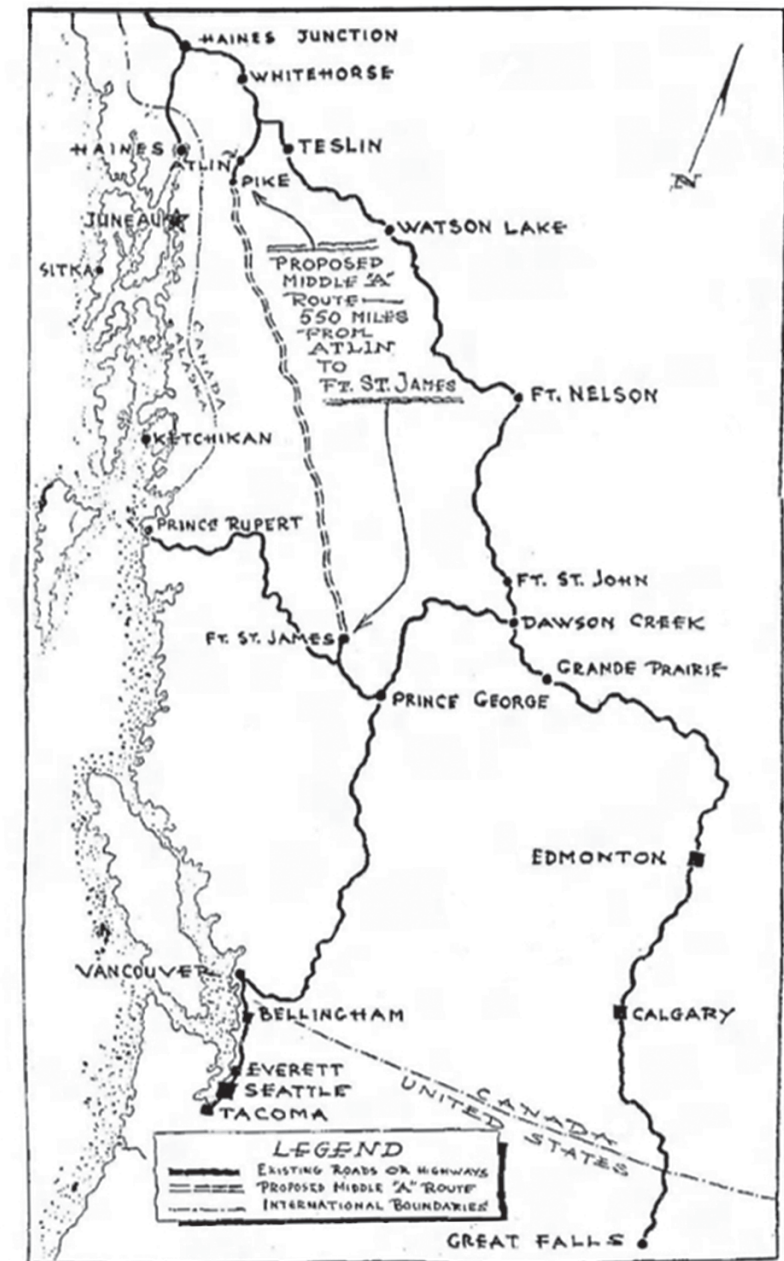 HAINES JUNCTION
WHITEHORSE
HAINES
ATLIN
TESLIN
PIKE
N
JUNEAU
WATSON LAKE
SITKA
PROPOSED
MIDDLE "A"
ROUTE —
550 MILES
FROM
ATLIN
TO
FT. ST. JAMES
CANADA
ALASKA
FT. NELSON
KETCHIKAN
PRINCE RUPERT
FT. ST. JOHN
DAWSON CREEK
FT. ST. JAMES
GRANDE PRAIRIE
PRINCE GEORGE
EDMONTON
VANCOUVER
BELLINGHAM
CALGARY
EVERETT
SEATTLE
TACOMA
CANADA
UNITED STATES
LEGEND
EXISTING ROADS OR HIGHWAYS
PROPOSED MIDDLE "A" ROUTE
INTERNATIONAL BOUNDARIES
GREAT FALLS